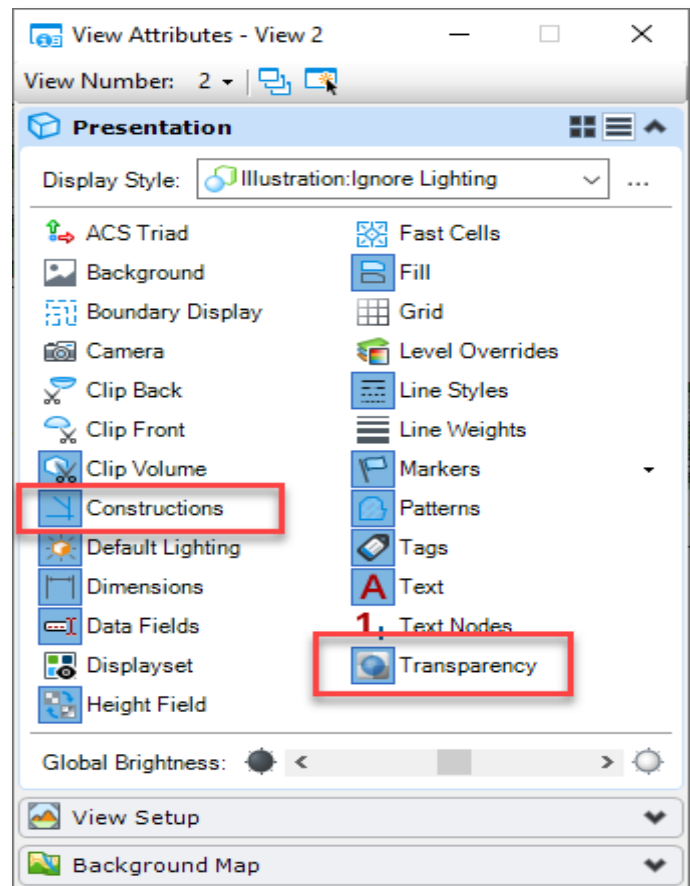 View Attributes - View 2
View Number: 2
Presentation
Display Style: Illustration:Ignore Lighting ...
ACS Triad
Fast Cells
Background
Fill
Boundary Display
Grid
Camera
Level Overrides
Clip Back
Line Styles
Clip Front
Line Weights
Clip Volume
Markers
Constructions
Patterns
Default Lighting
Tags
Dimensions
A Text
Data Fields
1 Text Nodes
Displayset
Transparency
Height Field
Global Brightness:
View Setup
Background Map